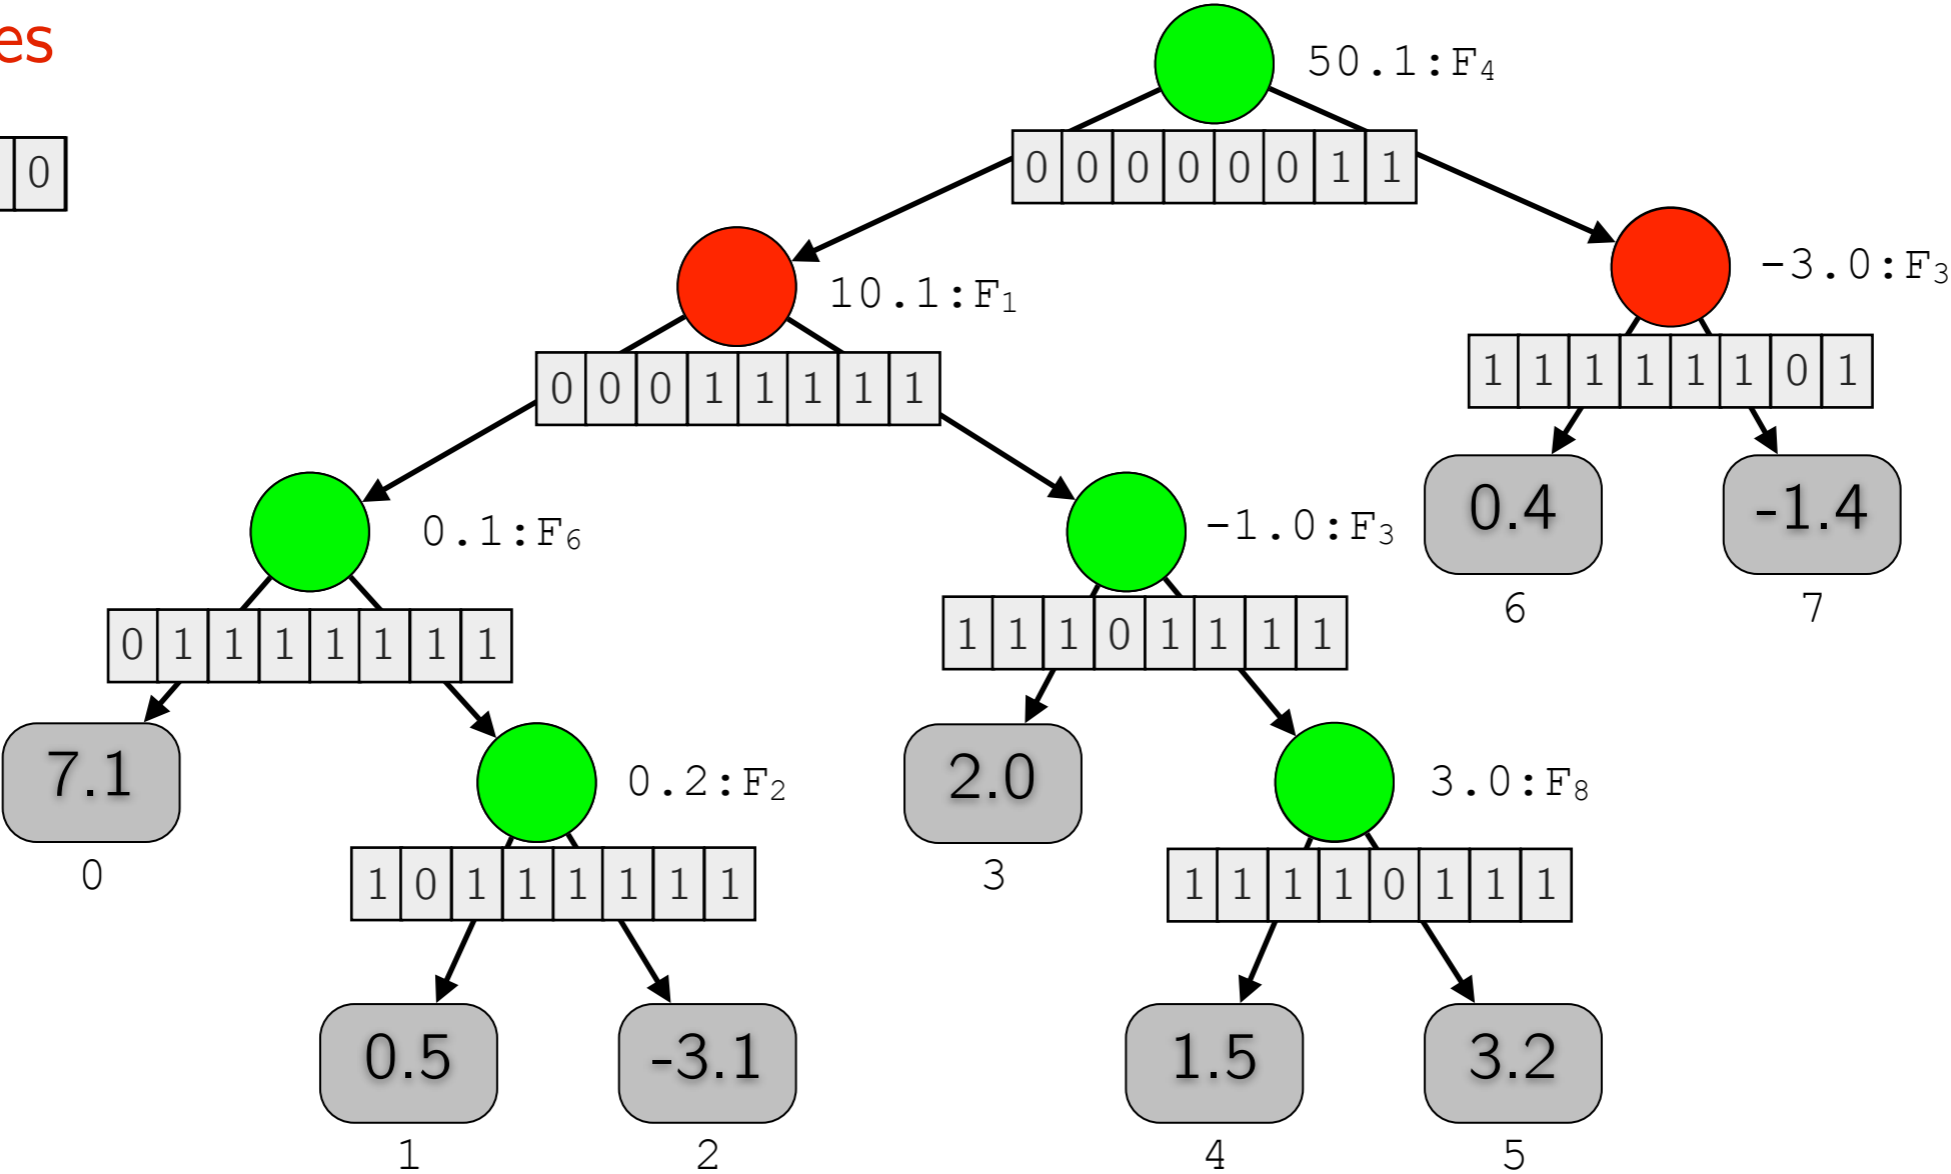 es
50.1:F₄
0
0 0 0 0 0 0 1 1
-3.0:F₃
10.1:F₁
1 1 1 1 1 1 0 1
0 0 0 1 1 1 1 1
0.4
-1.4
0.1:F₆
-1.0:F₃
6
7
0 1 1 1 1 1 1 1
1 1 1 0 1 1 1 1
7.1
0.2:F₂
2.0
3.0:F₈
0
3
1 0 1 1 1 1 1 1
1 1 1 1 0 1 1 1
0.5
-3.1
1.5
3.2
1
2
4
5